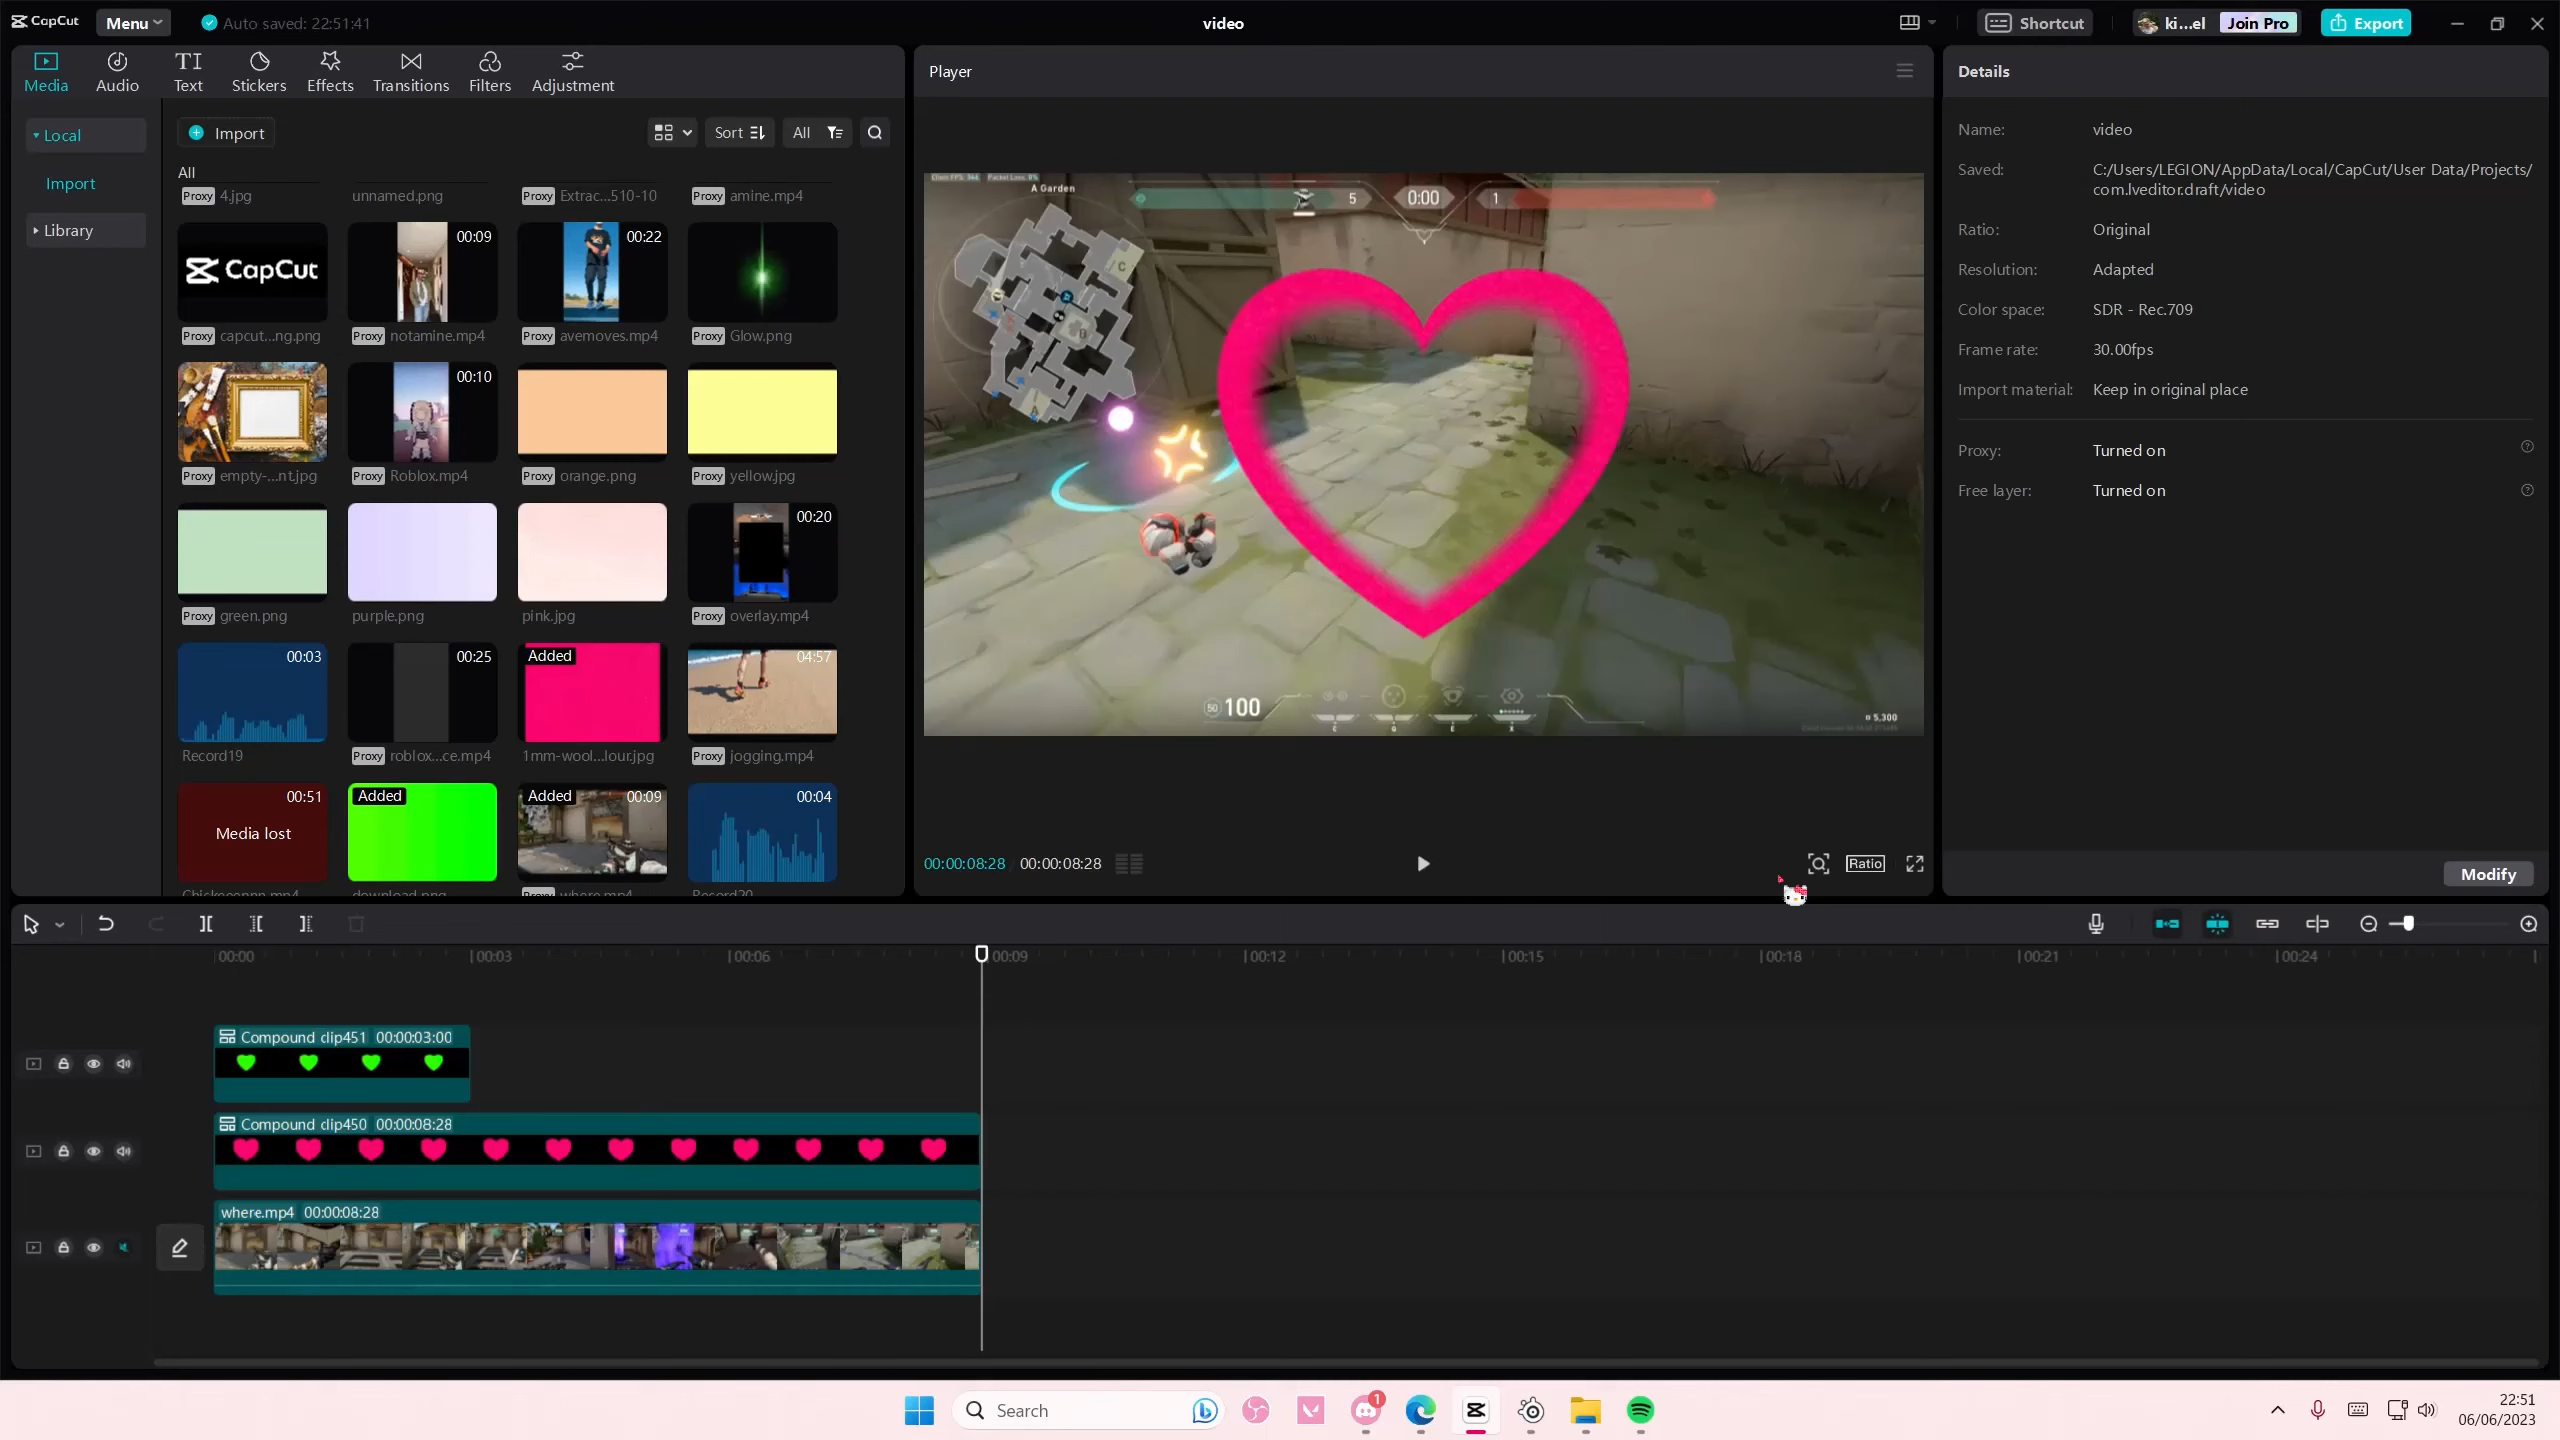 CapCut
Menu
Auto saved: 22:51:41
video
Shortcut
ki...el
Join Pro
Export
Media
Audio
Text
Stickers
Effects
Transitions
Filters
Adjustment
Player
Details
Local
Import
Library
Import
Sort
All
All
Proxy 4.jpg
unnamed.png
Proxy Extrac...510-10
Proxy amine.mp4
CapCut
00:09
00:22
Proxy capcut...ng.png
Proxy notamine.mp4
Proxy avemoves.mp4
Proxy Glow.png
00:10
Proxy empty-...nt.jpg
Proxy Roblox.mp4
Proxy orange.png
Proxy yellow.jpg
00:20
Proxy green.png
purple.png
pink.jpg
Proxy overlay.mp4
00:03
00:25
Added
04:57
Record19
Proxy roblox...ce.mp4
1mm-wool...lour.jpg
Proxy jogging.mp4
00:51
Media lost
Added
Added
00:09
00:04
A Garden
5
0:00
1
C
B
A
50
100
C
Q
E
X
5,300
00:00:08:28
00:00:08:28
Ratio
Name: video
Saved: C:/Users/LEGION/AppData/Local/CapCut/User Data/Projects/
com.lveditor.draft/video
Ratio: Original
Resolution: Adapted
Color space: SDR - Rec.709
Frame rate: 30.00fps
Import material: Keep in original place
Proxy: Turned on
Free layer: Turned on
Modify
00:00
00:03
00:06
00:09
00:12
00:15
00:18
00:21
00:24
Compound clip451 00:00:03:00
Compound clip450 00:00:08:28
where.mp4 00:00:08:28
Search
1
22:51
06/06/2023